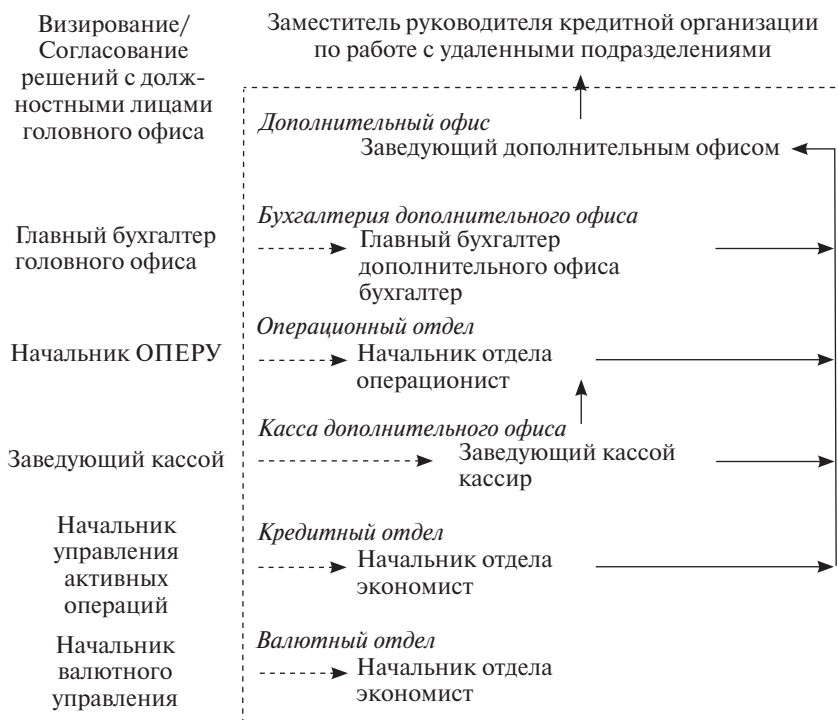 Визирование/
Согласование
решений с долж-
ностными лицами
головного офиса
Заместитель руководителя кредитной организации
по работе с удаленными подразделениями
Дополнительный офис
Заведующий дополнительным офисом
Главный бухгалтер
головного офиса
Бухгалтерия дополнительного офиса
Главный бухгалтер
дополнительного офиса
бухгалтер
Начальник ОПЕРУ
Операционный отдел
Начальник отдела
операционист
Заведующий кассой
Касса дополнительного офиса
Заведующий кассой
кассир
Начальник
управления
активных
операций
Кредитный отдел
Начальник отдела
экономист
Начальник
валютного
управления
Валютный отдел
Начальник отдела
экономист